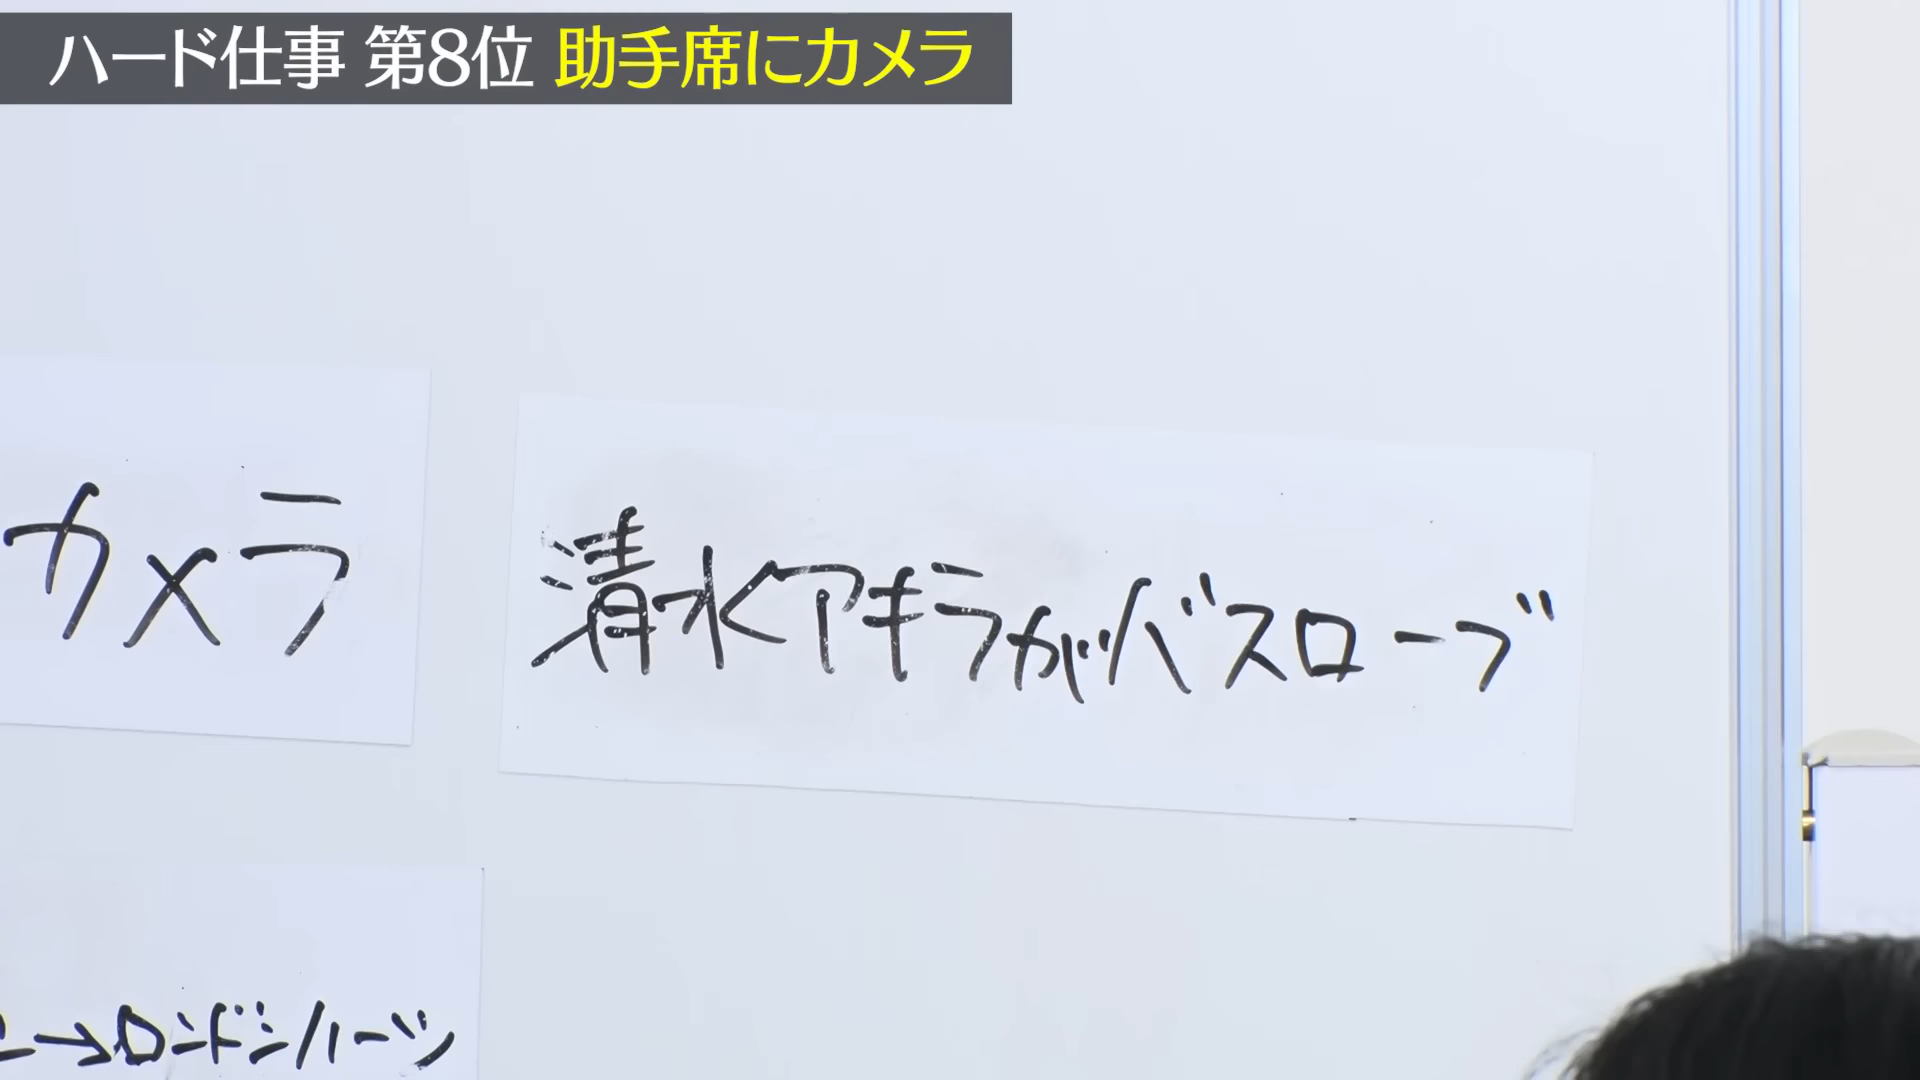 ハード仕事 第8位 助手席にカメラ
カメラ
清水アキラがバスローブ
→ロンドンハーツ